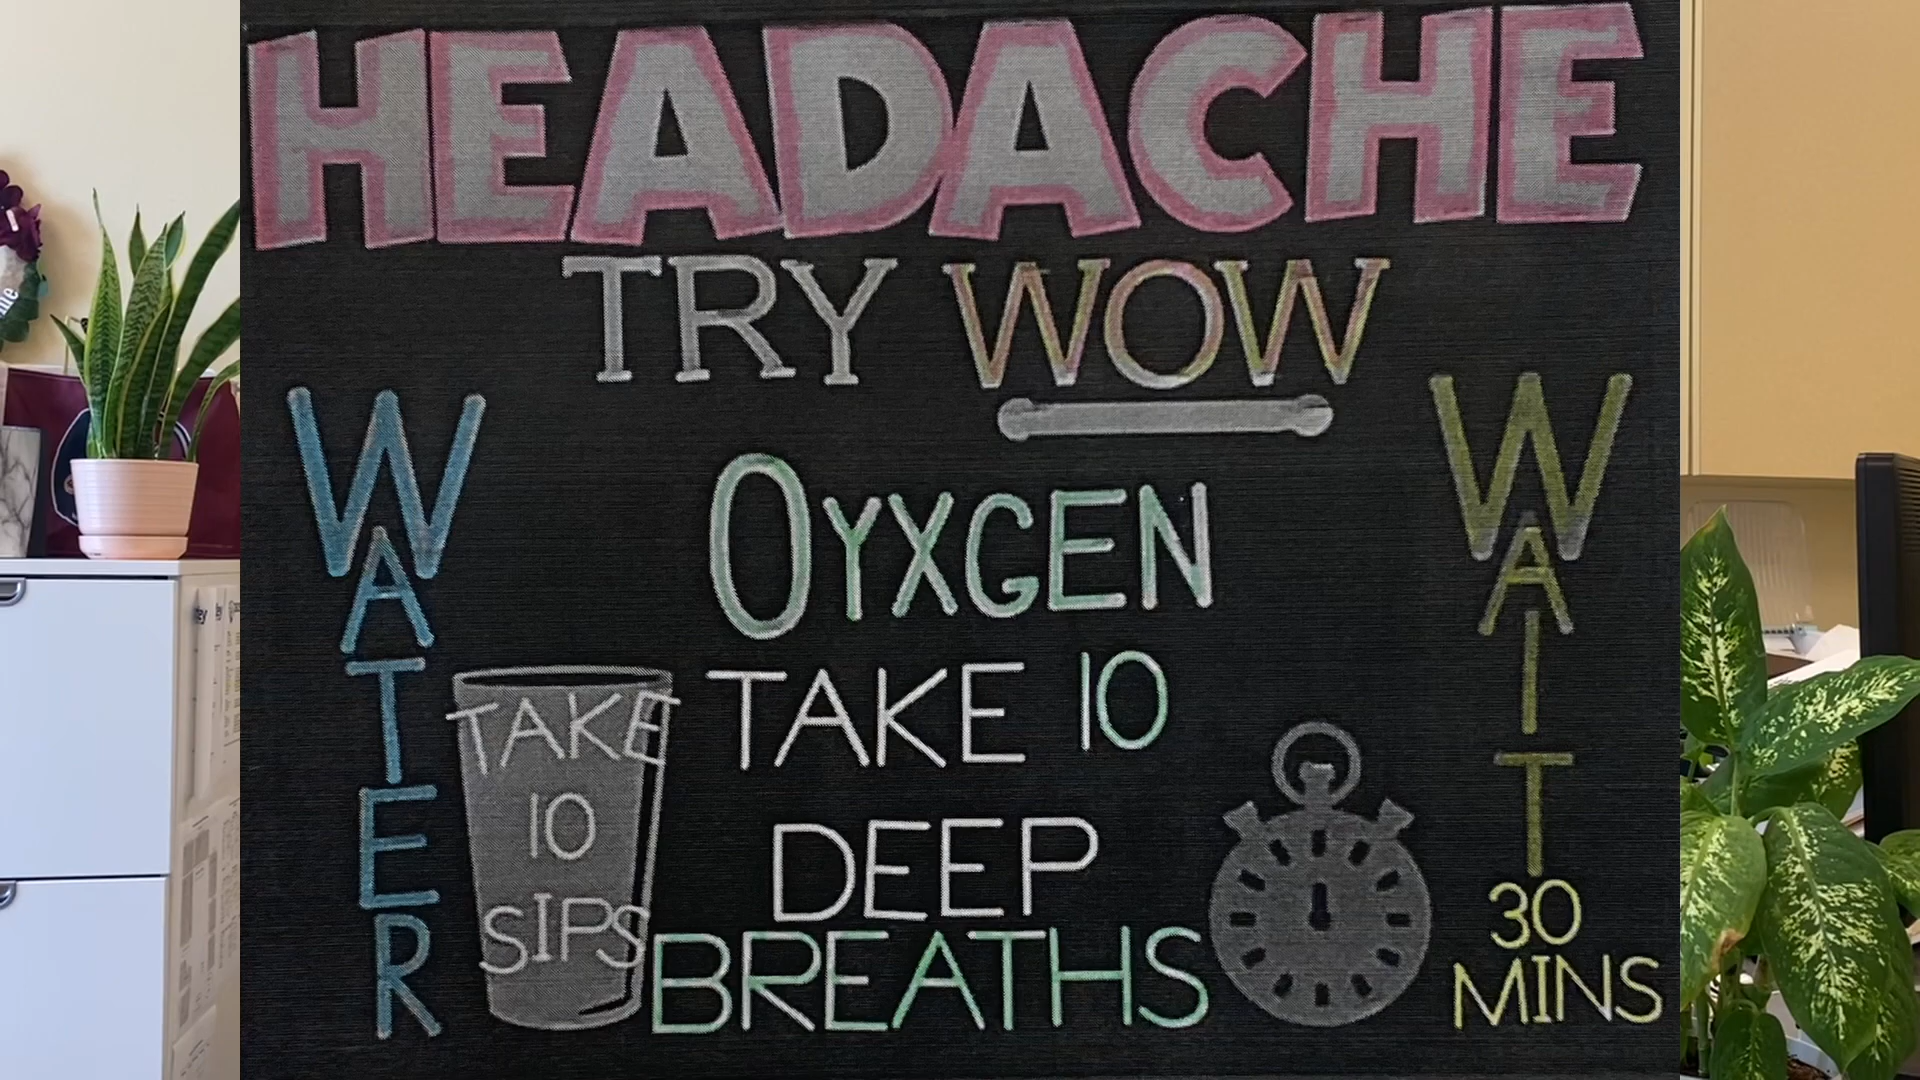 HEADACHE
TRY WOW
WATER
TAKE
10
SIPS
OYXGEN
TAKE 10
DEEP
BREATHS
WAIT
30
MINS